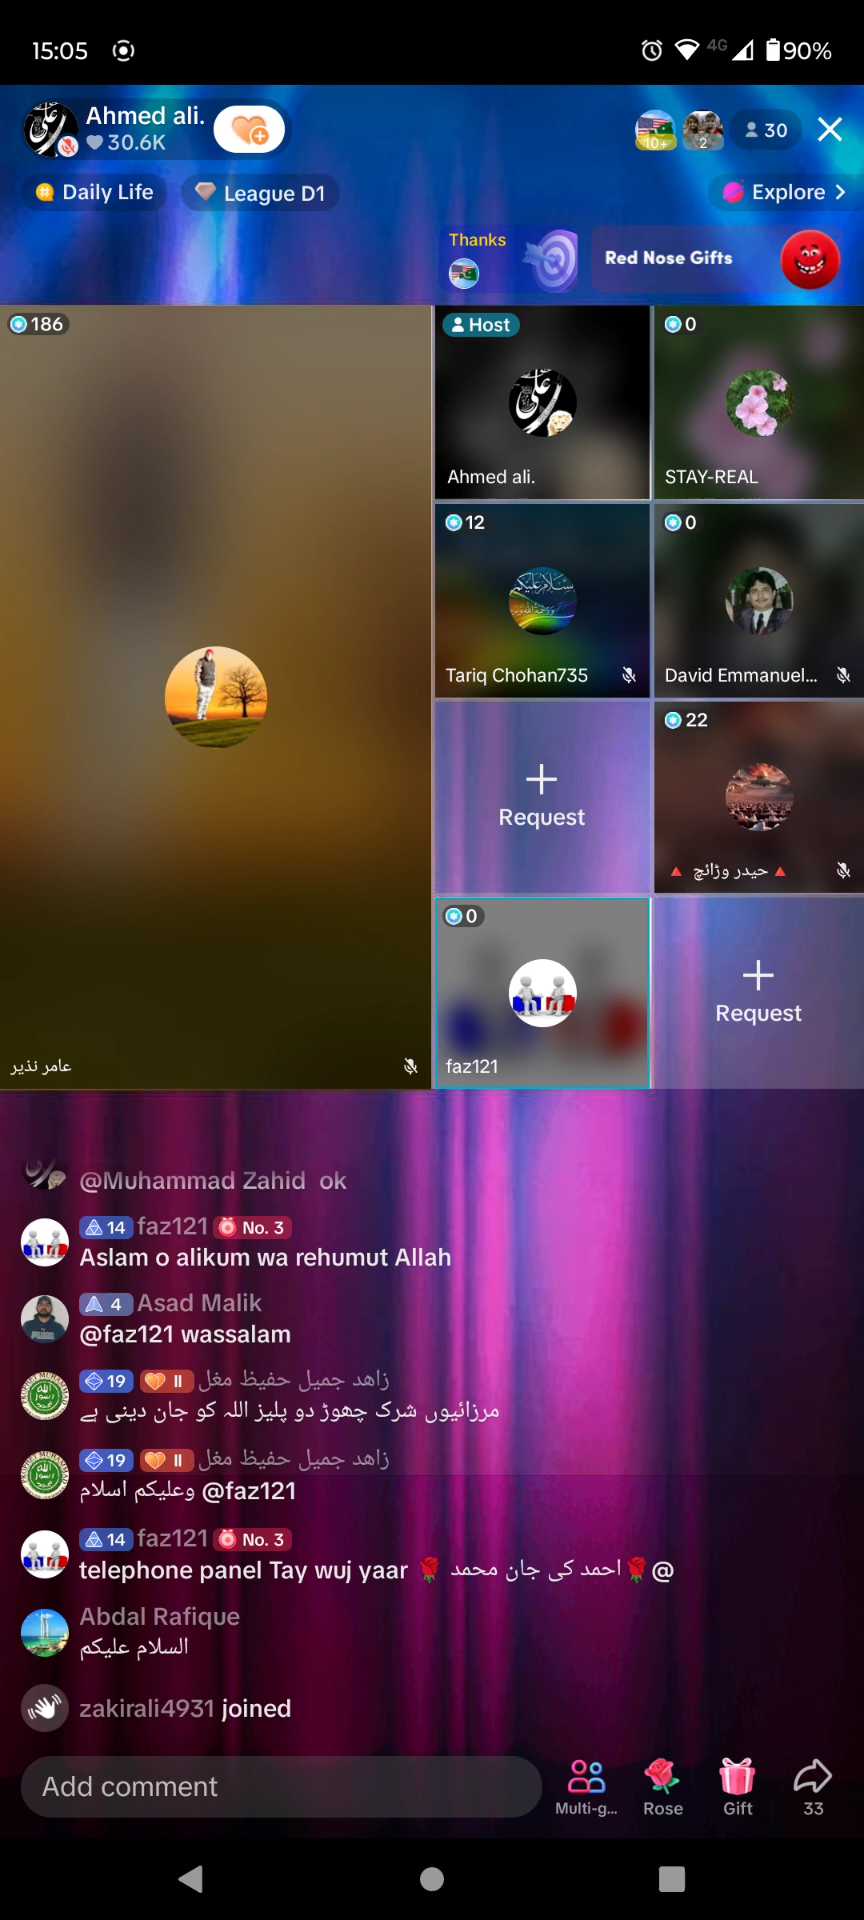 15:05
4G
90%
Ahmed ali.
30.6K
10+
2
30
Daily Life
League D1
Explore
Thanks
Red Nose Gifts
186
Host
Ahmed ali.
0
STAY-REAL
12
Tariq Chohan735
0
David Emmanuel...
Request
22
🔺 حیدر وڑائچ 🔺
عامر نذیر
0
faz121
Request
@Muhammad Zahid ok
14 faz121 No. 3
Aslam o alikum wa rehumut Allah
4 Asad Malik
@faz121 wassalam
19 II زاھد جمیل حفیظ مغل
مرزائیوں شرک چھوڑ دو پلیز اللہ کو جان دینی ہے
19 II زاھد جمیل حفیظ مغل
@faz121 وعلیکم اسلام
14 faz121 No. 3
telephone panel Tay wuj yaar 🌹 احمد کی جان محمد🌹@
Abdal Rafique
السلام علیکم
zakirali4931 joined
Add comment
Multi-g...
Rose
Gift
33